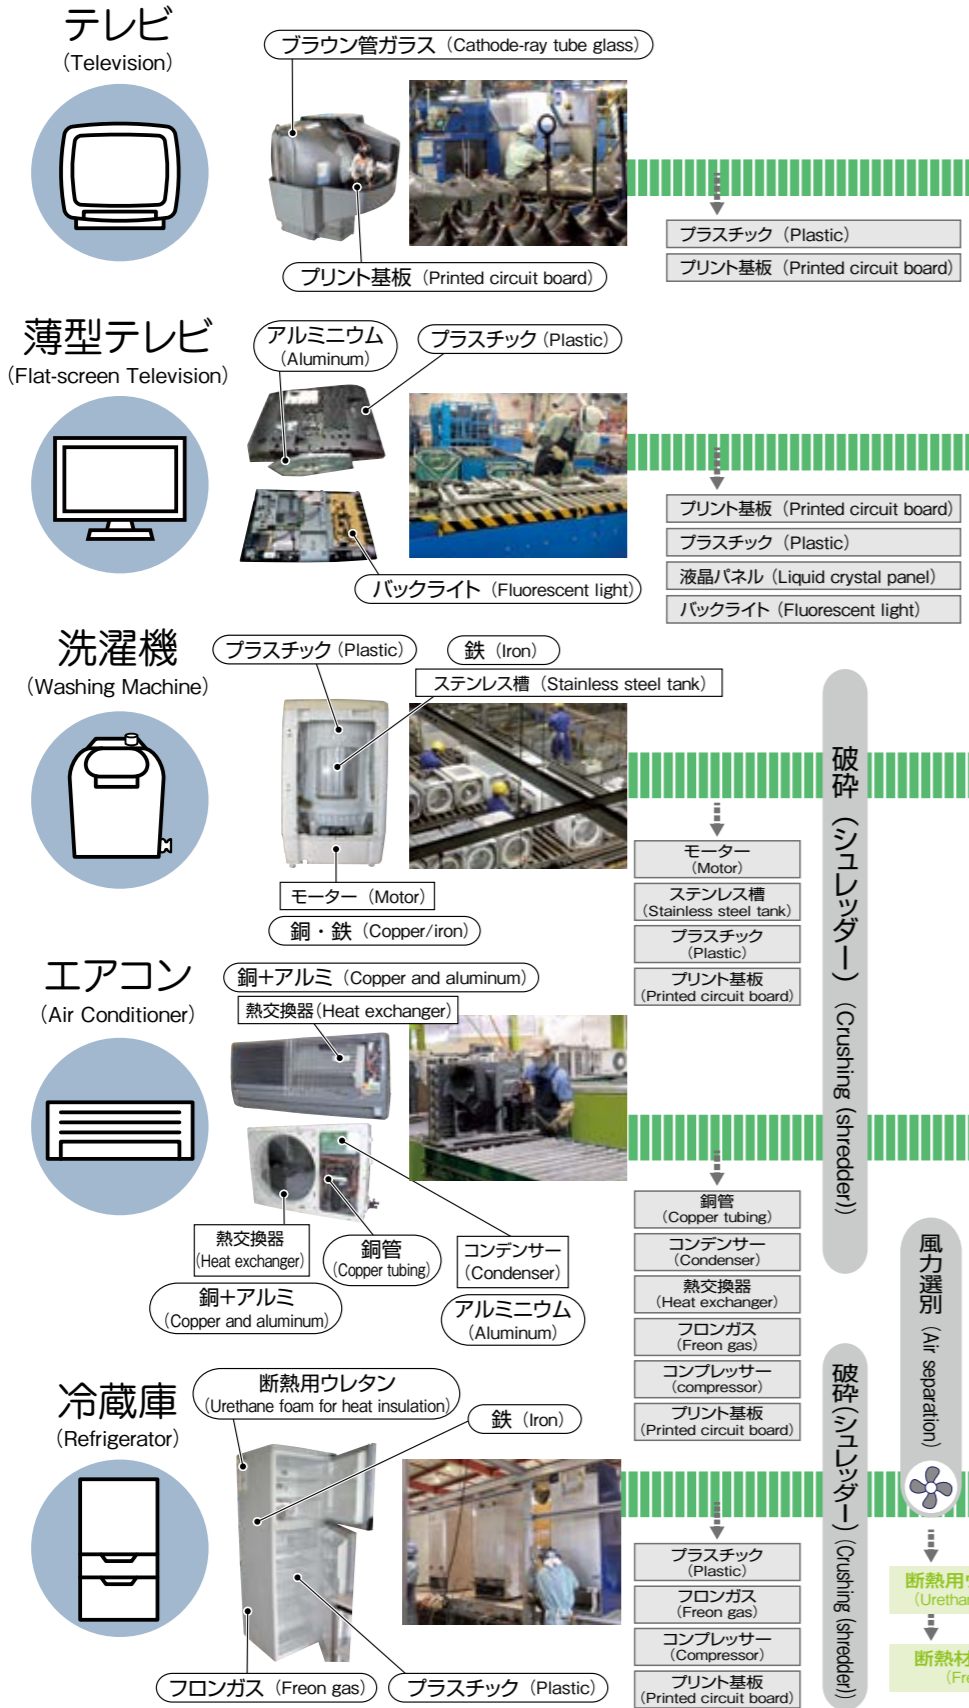 テレビ
(Television)
ブラウン管ガラス (Cathode-ray tube glass)
プリント基板 (Printed circuit board)
プラスチック (Plastic)
プリント基板 (Printed circuit board)
薄型テレビ
(Flat-screen Television)
アルミニウム
(Aluminum)
プラスチック (Plastic)
バックライト (Fluorescent light)
プリント基板 (Printed circuit board)
プラスチック (Plastic)
液晶パネル (Liquid crystal panel)
バックライト (Fluorescent light)
洗濯機
(Washing Machine)
プラスチック (Plastic)
鉄 (Iron)
ステンレス槽 (Stainless steel tank)
モーター (Motor)
銅・鉄 (Copper/iron)
モーター
(Motor)
ステンレス槽
(Stainless steel tank)
プラスチック
(Plastic)
プリント基板
(Printed circuit board)
破砕(シュレッダー) (Crushing (shredder))
エアコン
(Air Conditioner)
銅+アルミ (Copper and aluminum)
熱交換器 (Heat exchanger)
熱交換器
(Heat exchanger)
銅+アルミ
(Copper and aluminum)
銅管
(Copper tubing)
コンデンサー
(Condenser)
アルミニウム
(Aluminum)
銅管
(Copper tubing)
コンデンサー
(Condenser)
熱交換器
(Heat exchanger)
フロンガス
(Freon gas)
コンプレッサー
(compressor)
プリント基板
(Printed circuit board)
風力選別 (Air separation)
冷蔵庫
(Refrigerator)
断熱用ウレタン
(Urethane foam for heat insulation)
鉄 (Iron)
フロンガス (Freon gas)
プラスチック (Plastic)
プラスチック
(Plastic)
フロンガス
(Freon gas)
コンプレッサー
(Compressor)
プリント基板
(Printed circuit board)
破砕(シュレッダー) (Crushing (shredder))
断熱用
(Urethan
断熱材
(Fre